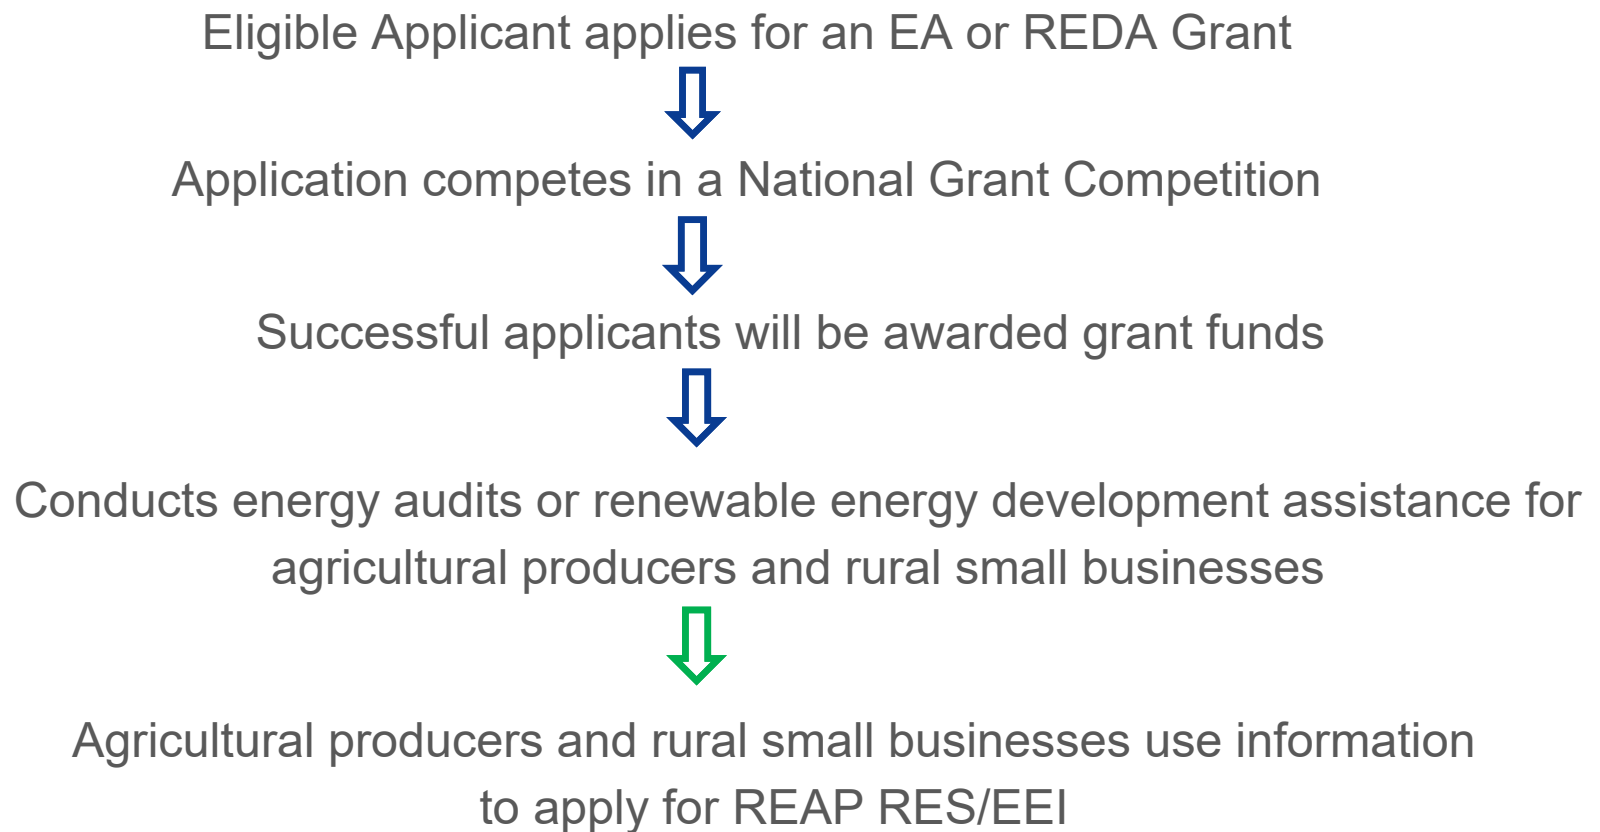 Eligible Applicant applies for an EA or REDA Grant
Application competes in a National Grant Competition
Successful applicants will be awarded grant funds
Conducts energy audits or renewable energy development assistance for
agricultural producers and rural small businesses
Agricultural producers and rural small businesses use information
to apply for REAP RES/EEI